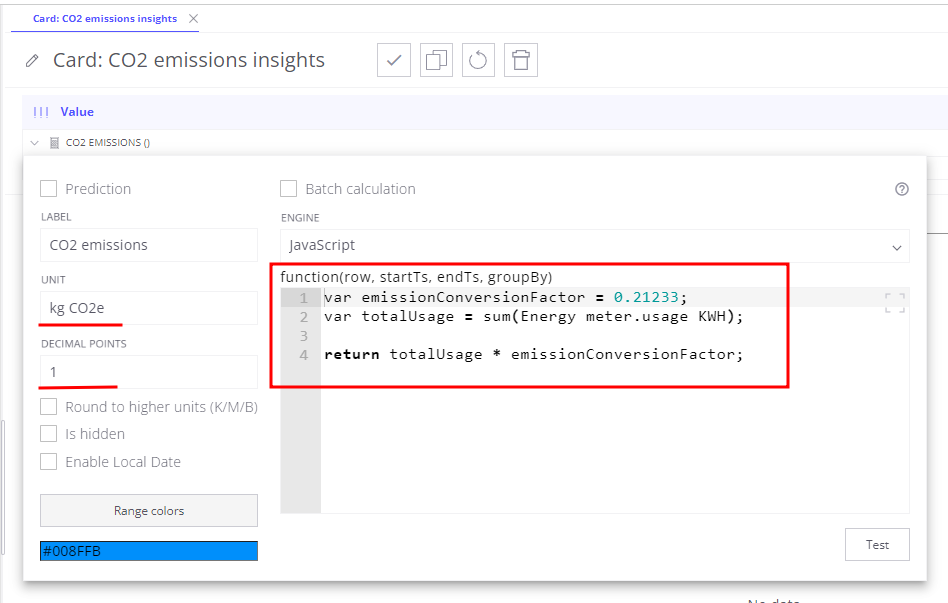 Card: CO2 emissions insights
Card: CO2 emissions insights
Value
CO2 EMISSIONS ()
Prediction
Batch calculation
LABEL
ENGINE
CO2 emissions
JavaScript
UNIT
function(row, startTs, endTs, groupBy)
kg CO2e
1 var emissionConversionFactor = 0.21233;
2 var totalUsage = sum(Energy meter.usage KWH);
3
4 return totalUsage * emissionConversionFactor;
DECIMAL POINTS
1
Round to higher units (K/M/B)
Is hidden
Enable Local Date
Range colors
Test
#008FFB
No data